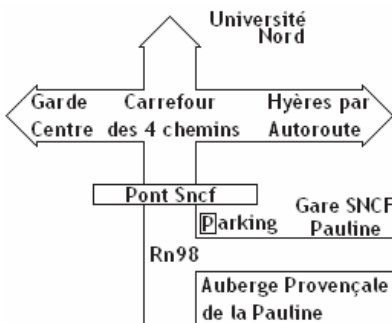 Université
Nord
Garde Carrefour Hyères par
Centre des 4 chemins Autoroute
Pont Sncf
Gare SNCF
Parking Pauline
Rn98
Auberge Provençale
de la Pauline